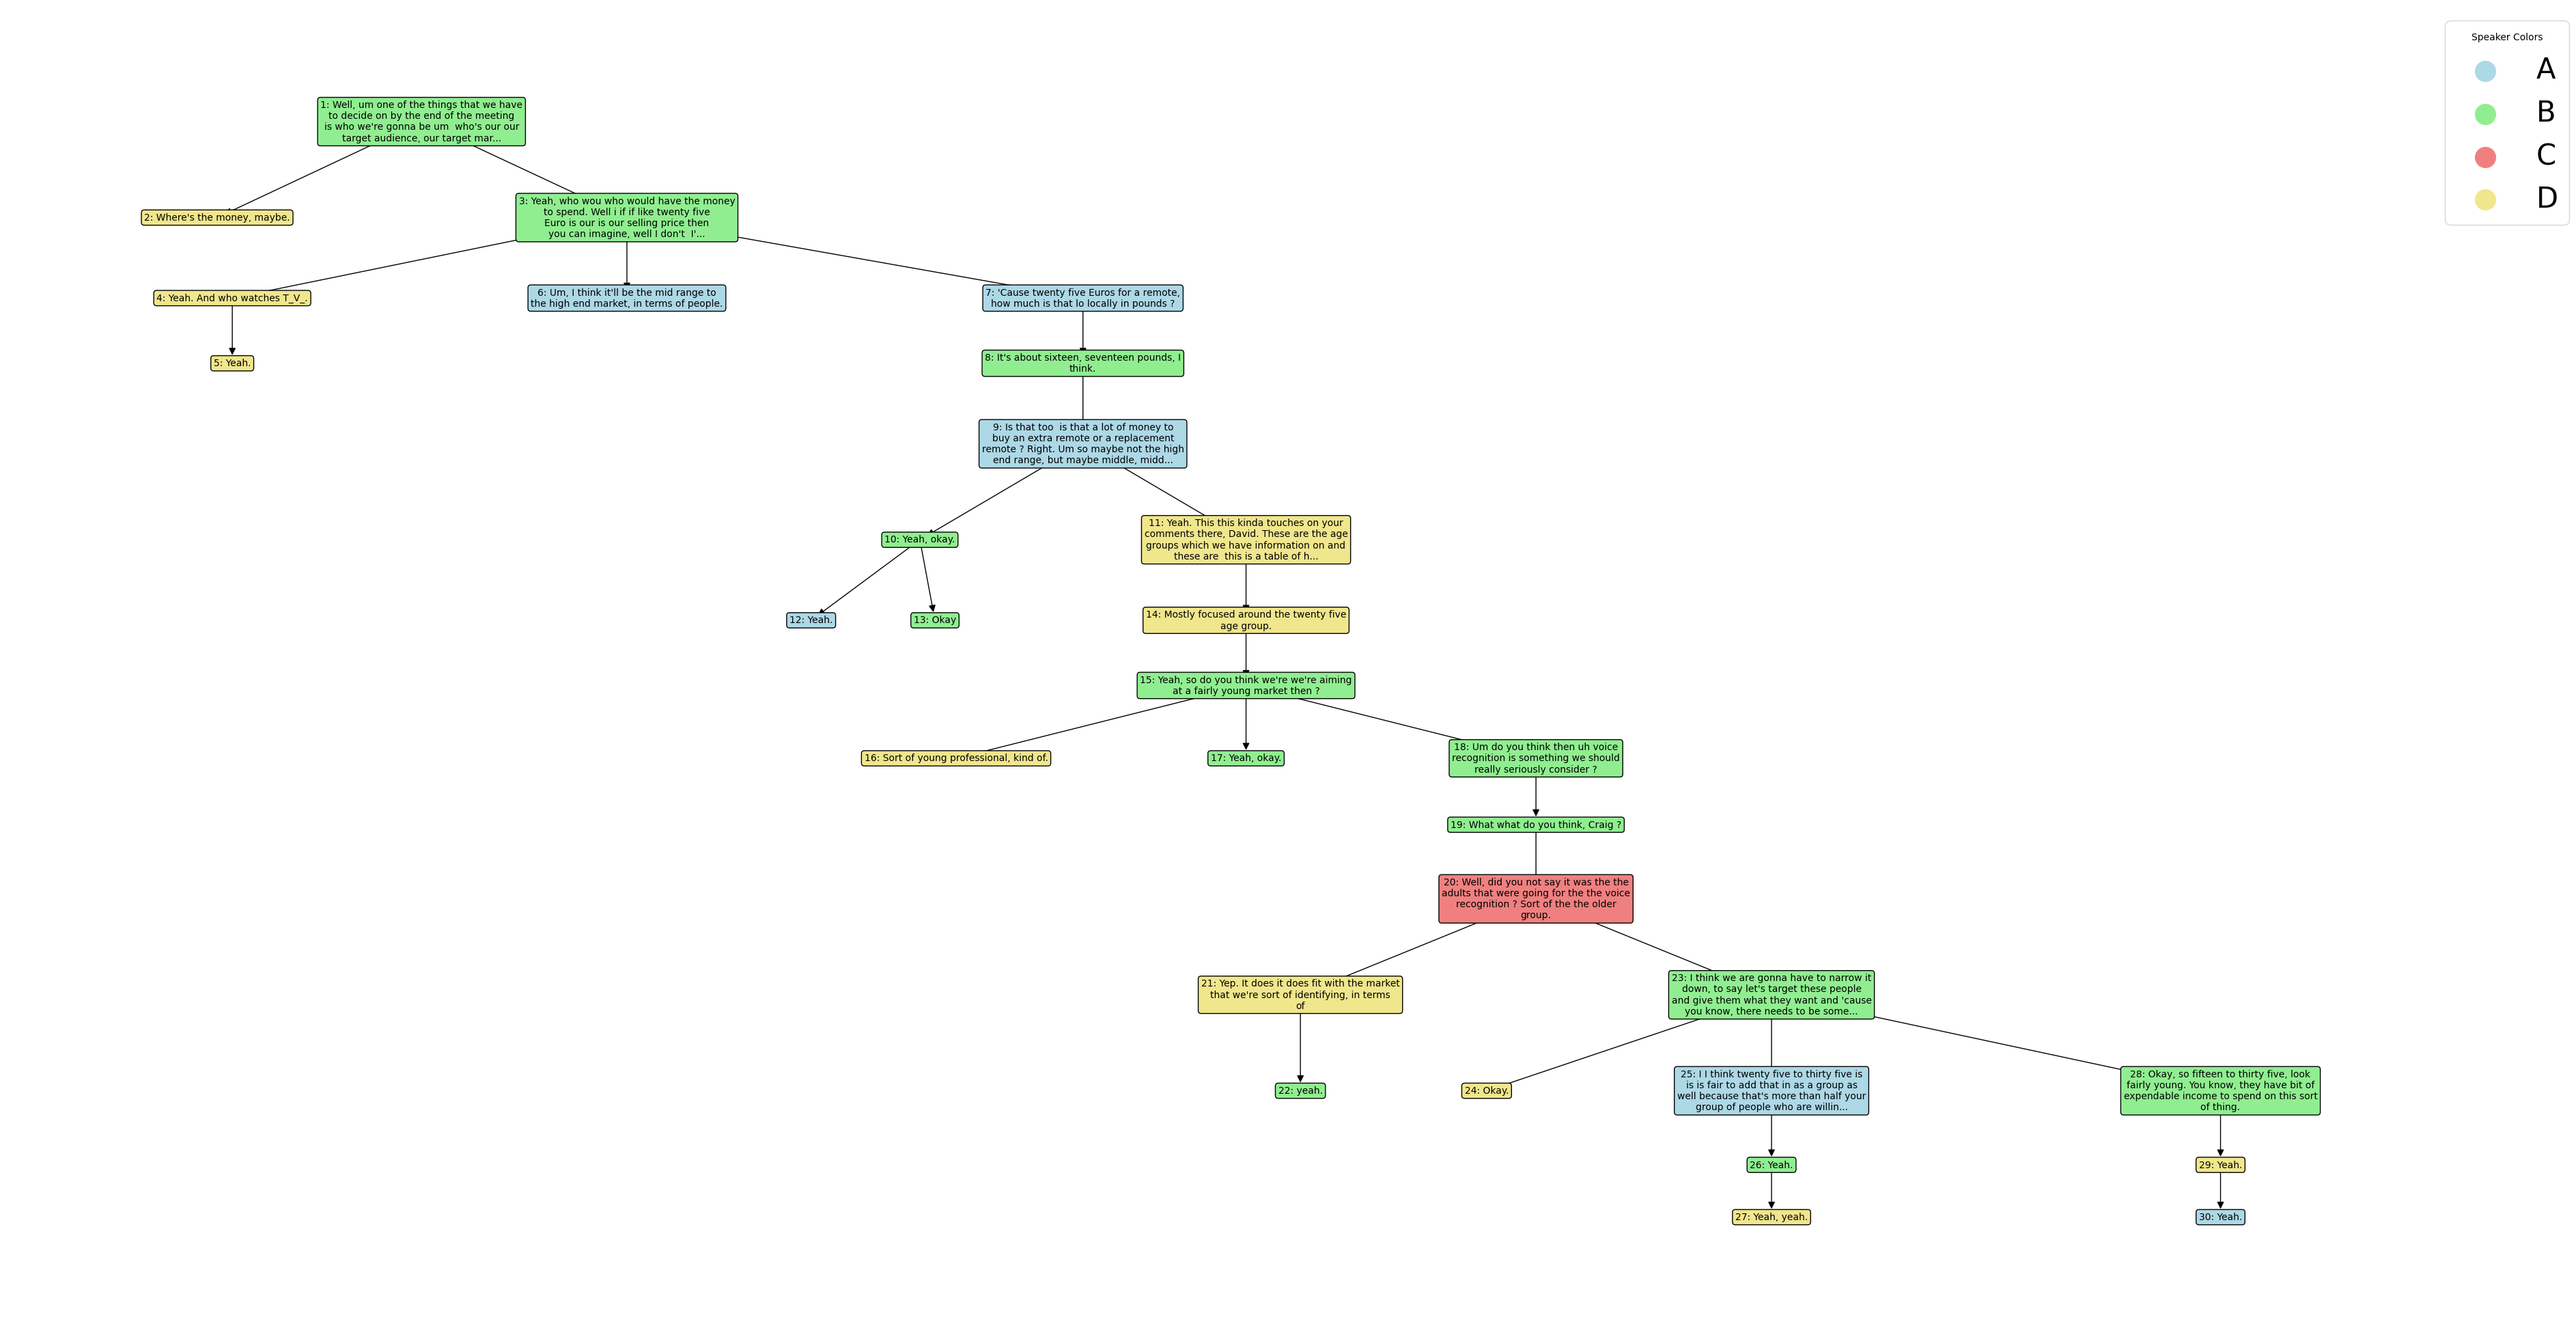 Speaker Colors
A
B
C
D
1: Well, um one of the things that we have
to decide on by the end of the meeting
is who we're gonna be um  who's our our
target audience, our target mar...
2: Where's the money, maybe.
3: Yeah, who wou who would have the money
to spend. Well i if if like twenty five
Euro is our is our selling price then
you can imagine, well I don't  I'...
4: Yeah. And who watches T_V_.
6: Um, I think it'll be the mid range to
the high end market, in terms of people.
7: 'Cause twenty five Euros for a remote,
how much is that lo locally in pounds ?
5: Yeah.
8: It's about sixteen, seventeen pounds, I
think.
9: Is that too  is that a lot of money to
buy an extra remote or a replacement
remote ? Right. Um so maybe not the high
end range, but maybe middle, midd...
10: Yeah, okay.
11: Yeah. This this kinda touches on your
comments there, David. These are the age
groups which we have information on and
these are  this is a table of h...
12: Yeah.
13: Okay
14: Mostly focused around the twenty five
age group.
15: Yeah, so do you think we're we're aiming
at a fairly young market then ?
16: Sort of young professional, kind of.
17: Yeah, okay.
18: Um do you think then uh voice
recognition is something we should
really seriously consider ?
19: What what do you think, Craig ?
20: Well, did you not say it was the the
adults that were going for the the voice
recognition ? Sort of the the older
group.
21: Yep. It does it does fit with the market
that we're sort of identifying, in terms
of
23: I think we are gonna have to narrow it
down, to say let's target these people
and give them what they want and 'cause
you know, there needs to be some...
22: yeah.
24: Okay.
25: I I think twenty five to thirty five is
is is fair to add that in as a group as
well because that's more than half your
group of people who are willin...
28: Okay, so fifteen to thirty five, look
fairly young. You know, they have bit of
expendable income to spend on this sort
of thing.
26: Yeah.
29: Yeah.
27: Yeah, yeah.
30: Yeah.